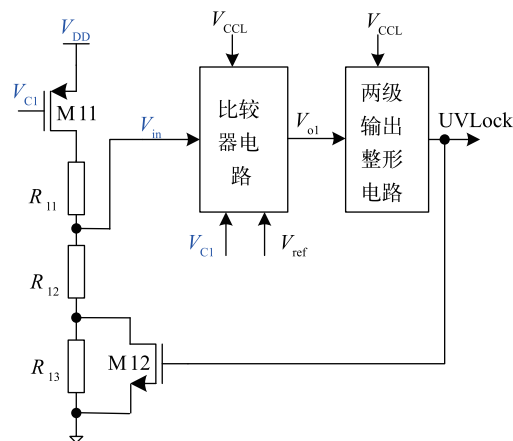 VDD
VC1
M11
R11
R12
R13
M12
Vin
VCCL
比较
器电
路
VC1
Vref
Vo1
VCCL
两级
输出
整形
电路
UVLock